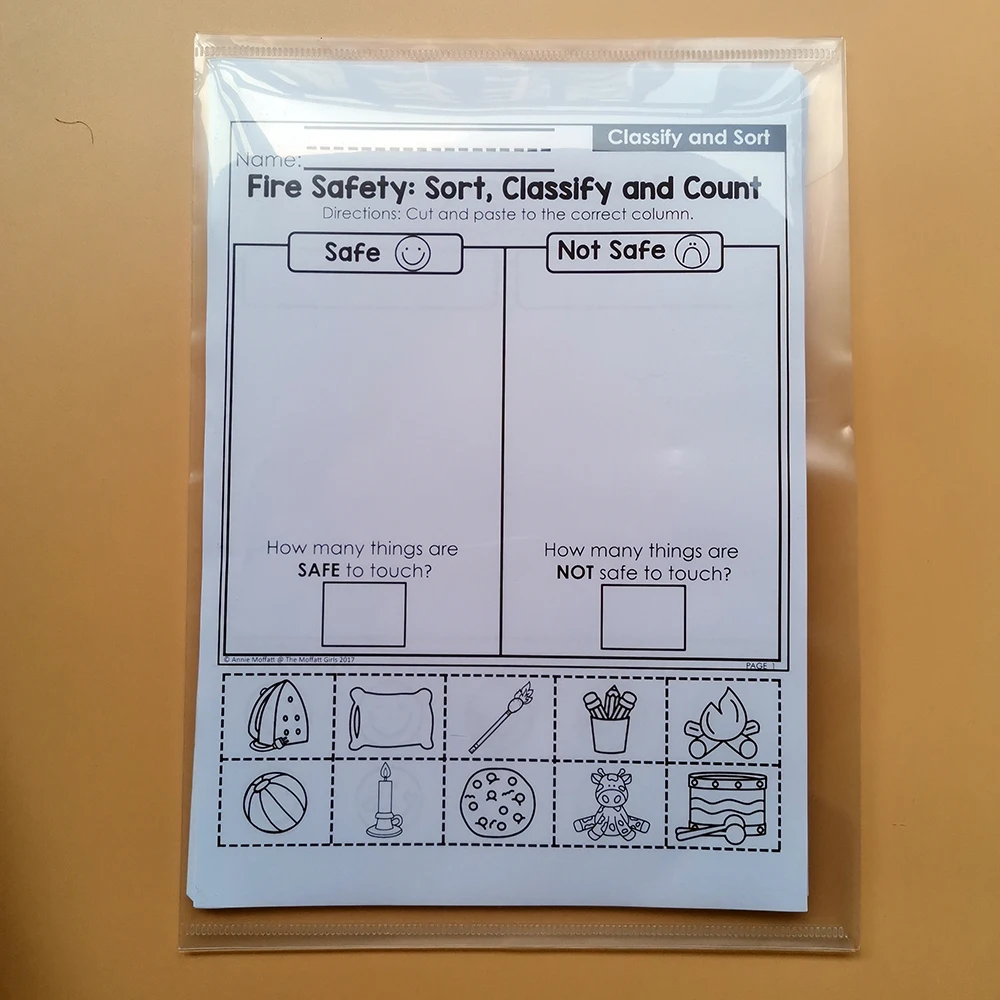 Classify and Sort
Name:
Fire Safety: Sort, Classify and Count
Directions: Cut and paste to the correct column.
Safe
Not Safe
How many things are
SAFE to touch?
How many things are
NOT safe to touch?
© Annie Moffatt @ The Moffatt Girls 2017
PAGE 1